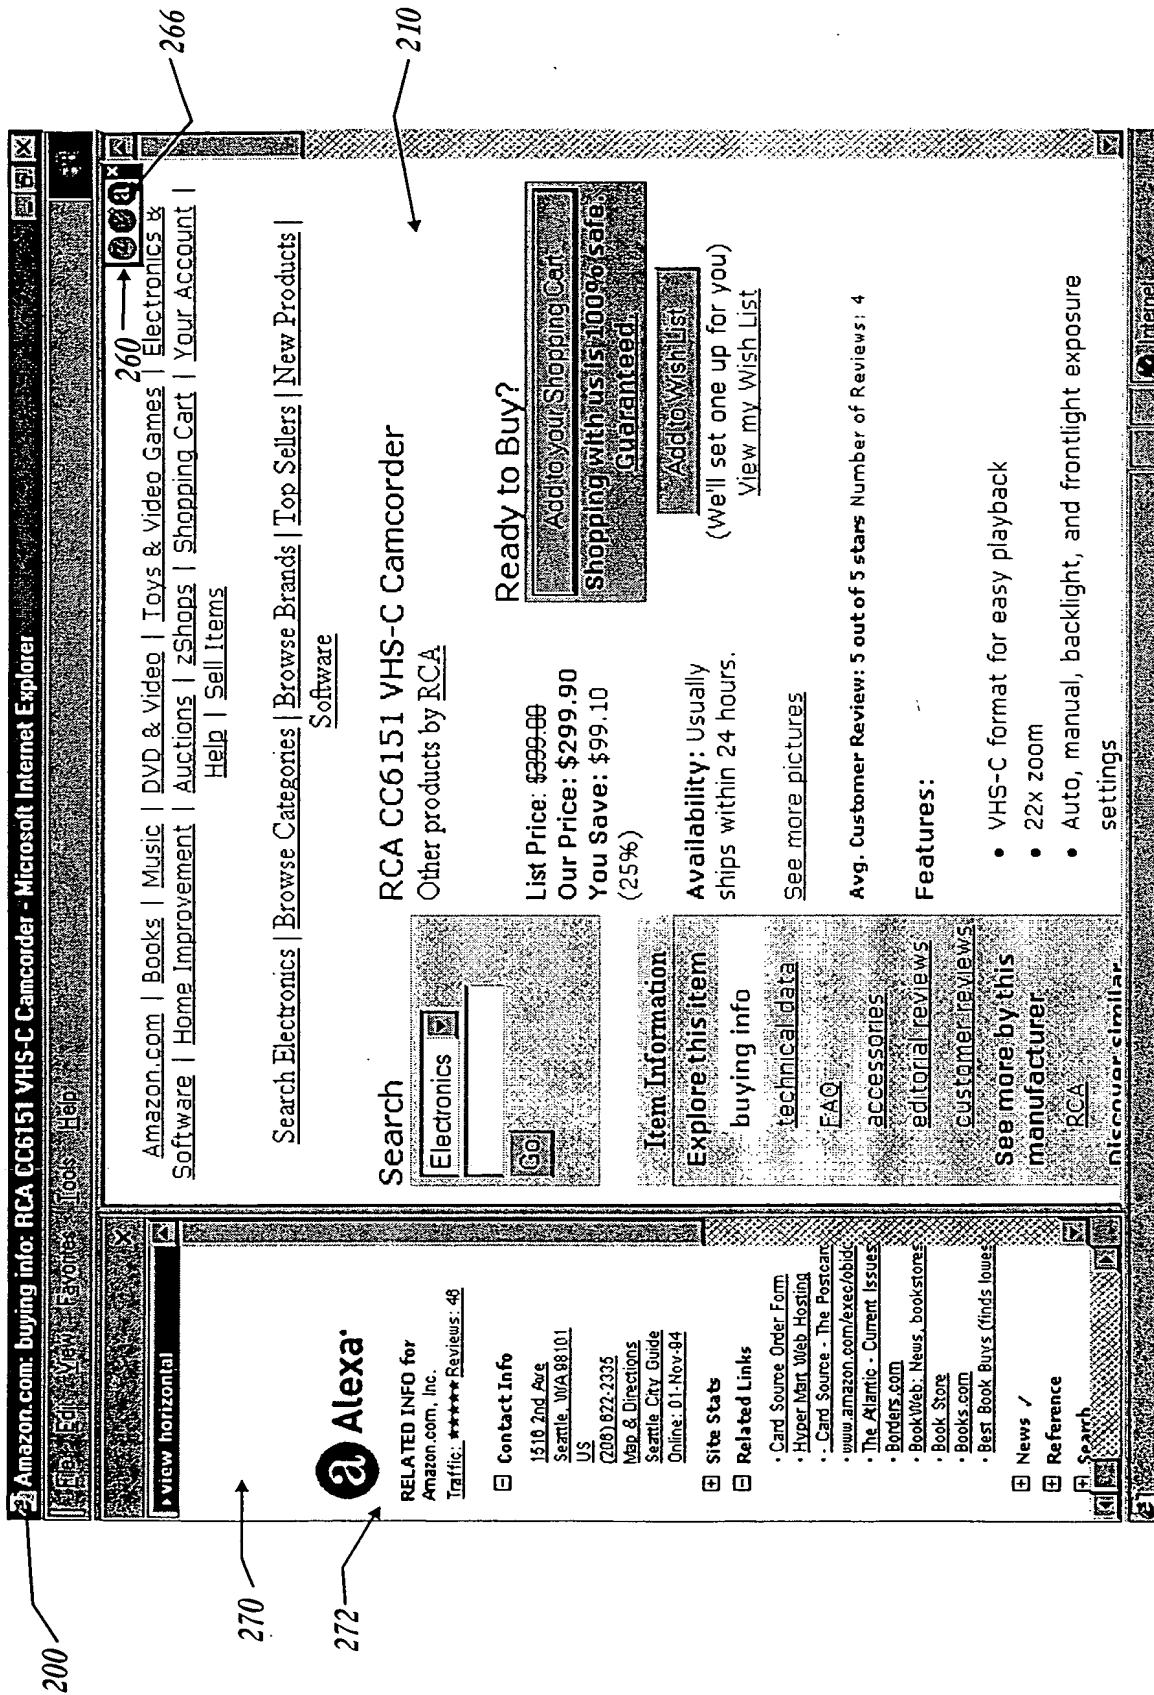 200
Amazon.com: buying info: RCA CC6151 VHS-C Camcorder - Microsoft Internet Explorer
File Edit View Favorites Tools Help
270
▸ view horizontal
a Alexa
272
RELATED INFO for
Amazon.com, Inc.
Traffic: ★★★★★ Reviews: 48
Contact Info
1516 2nd Ave
Seattle, WA 98101
US
(206) 622-2335
Map & Directions
Seattle City Guide
Online: 01-Nov-94
Site Stats
Related Links
· Card Source Order Form
· Hyper Mart Web Hosting
· Card Source - The Postcard
· www.amazon.com/exec/obido
· The Atlantic - Current Issues
· Borders.com
· BookWeb: News, bookstores
· Book Store
· Books.com
· Best Book Buys (finds lowes
News ✓
Reference
Search
260
266
210
Amazon.com | Books | Music | DVD & Video | Toys & Video Games | Electronics &
Software | Home Improvement | Auctions | zShops | Shopping Cart | Your Account |
Help | Sell Items
Search Electronics | Browse Categories | Browse Brands | Top Sellers | New Products |
Software
Search
Electronics
Go
Item Information
Explore this item
buying info
technical data
FAQ
accessories
editorial reviews
customer reviews
See more by this
manufacturer
RCA
Discover similar
RCA CC6151 VHS-C Camcorder
Other products by RCA
List Price: $399.00
Our Price: $299.90
You Save: $99.10
(25%)
Availability: Usually
ships within 24 hours.
See more pictures
Ready to Buy?
Add to your Shopping Cart
Shopping with us is 100% safe.
Guaranteed.
Add to Wish List
(We'll set one up for you)
View my Wish List
Avg. Customer Review: 5 out of 5 stars Number of Reviews: 4
Features:
• VHS-C format for easy playback
• 22x zoom
• Auto, manual, backlight, and frontlight exposure
settings
Internet